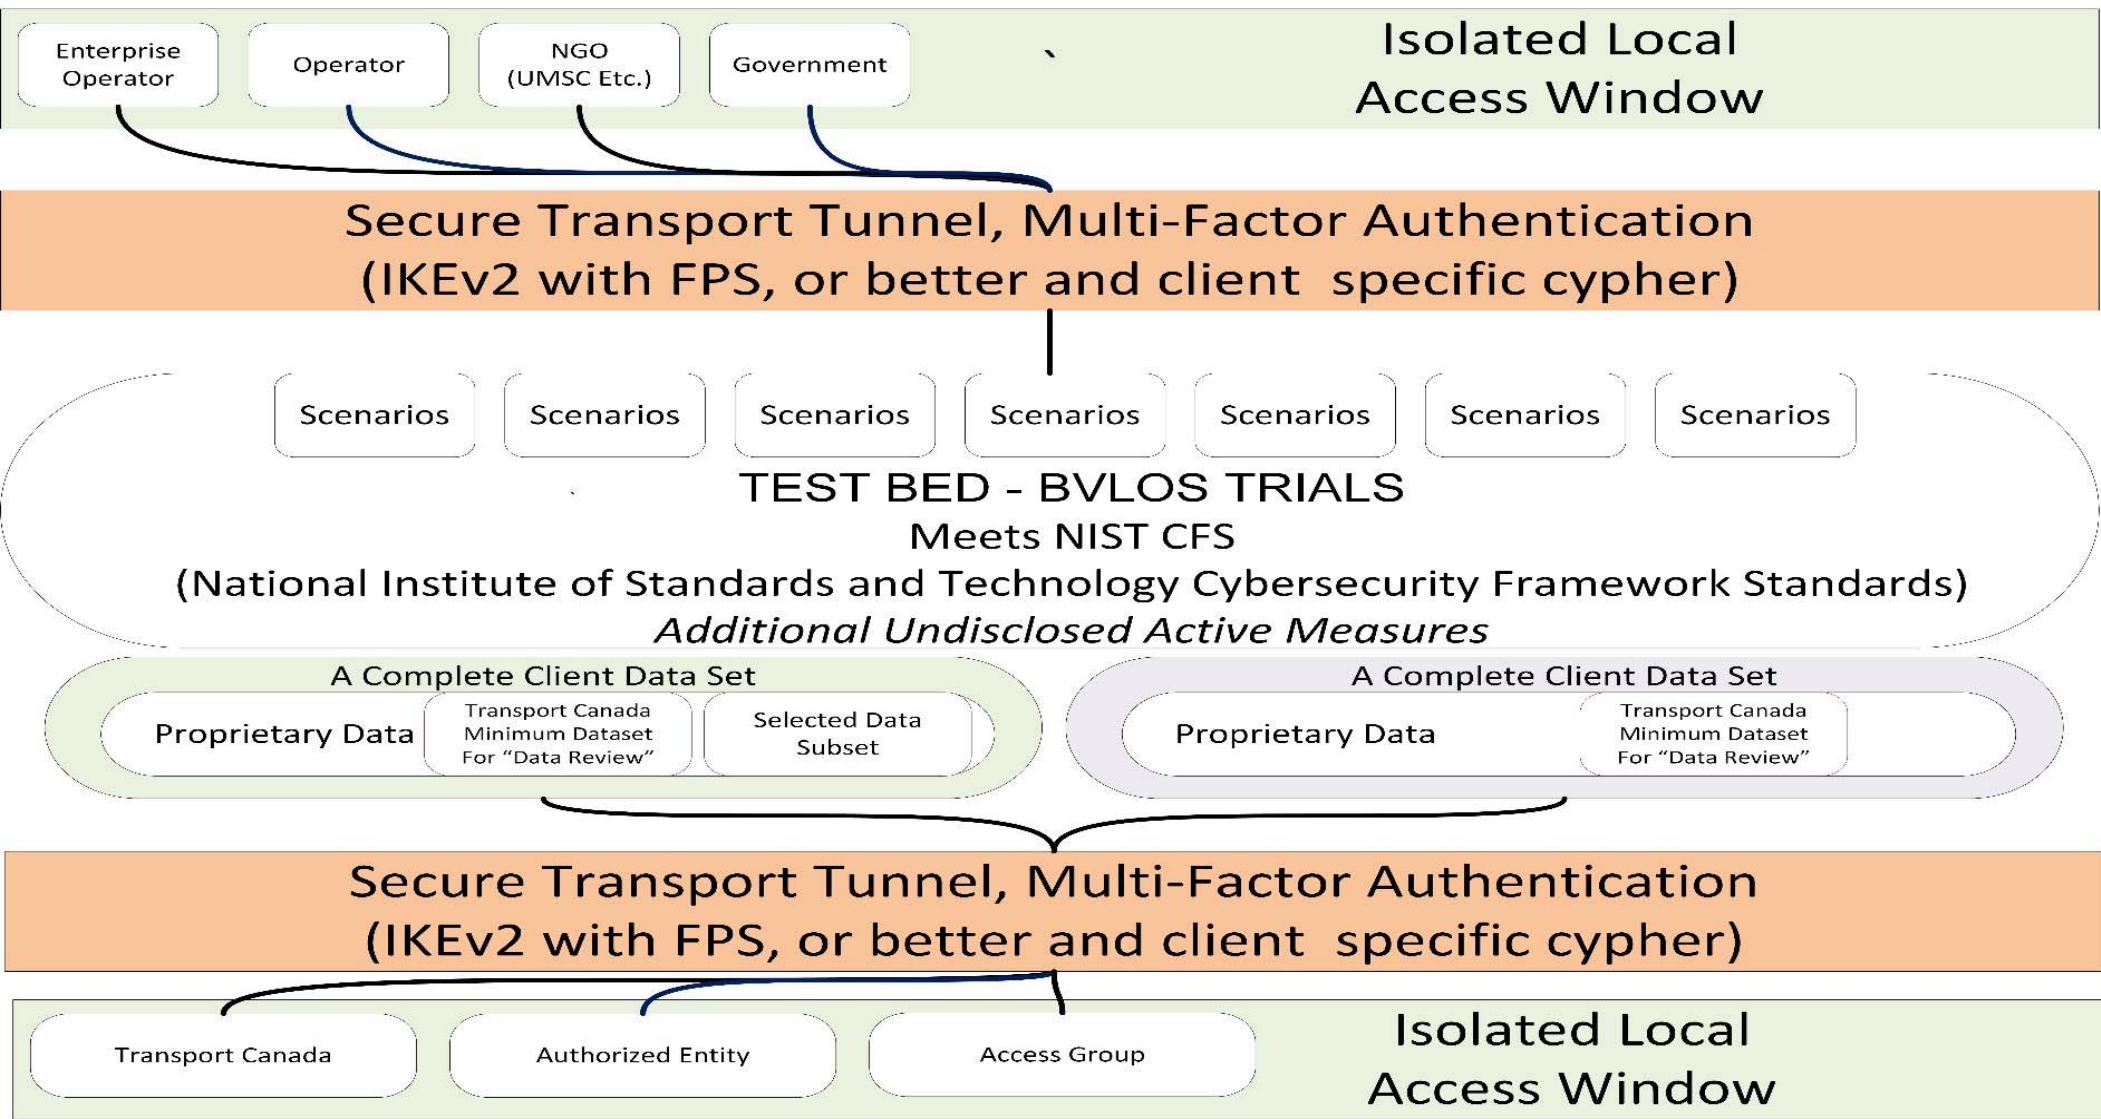 Enterprise
Operator
Operator
NGO
(UMSC Etc.)
Government
`
Isolated Local
Access Window
Secure Transport Tunnel, Multi-Factor Authentication
(IKEv2 with FPS, or better and client  specific cypher)
Scenarios
Scenarios
Scenarios
Scenarios
Scenarios
Scenarios
Scenarios
TEST BED - BVLOS TRIALS
Meets NIST CFS
(National Institute of Standards and Technology Cybersecurity Framework Standards)
Additional Undisclosed Active Measures
A Complete Client Data Set
Proprietary Data
Transport Canada
Minimum Dataset
For “Data Review”
Selected Data
Subset
A Complete Client Data Set
Proprietary Data
Transport Canada
Minimum Dataset
For “Data Review”
Secure Transport Tunnel, Multi-Factor Authentication
(IKEv2 with FPS, or better and client  specific cypher)
Transport Canada
Authorized Entity
Access Group
Isolated Local
Access Window